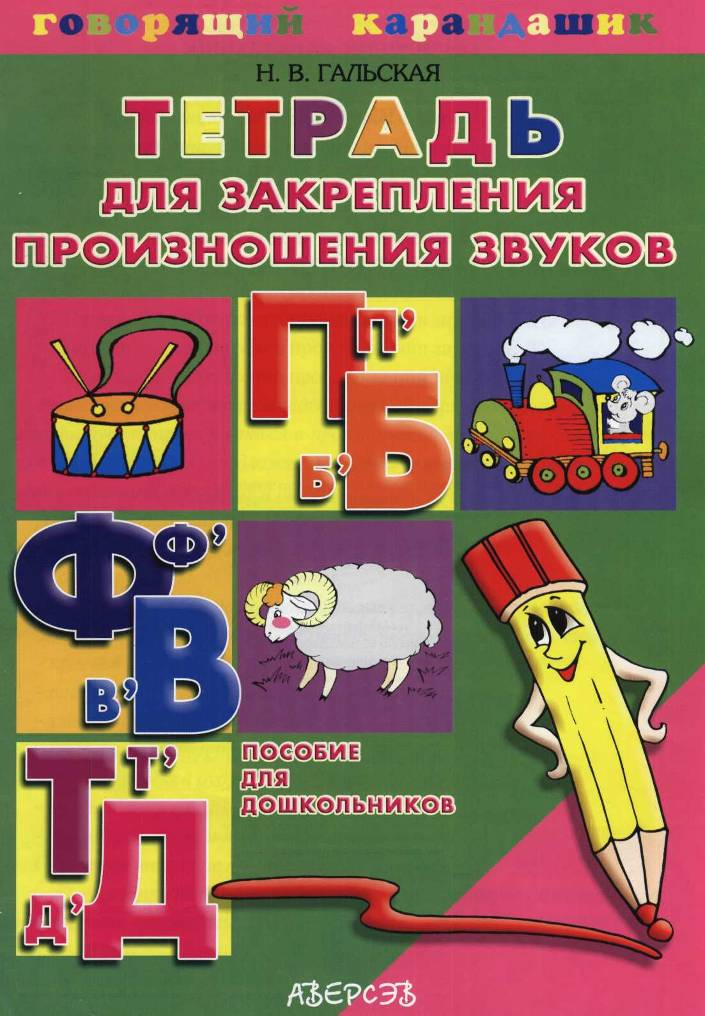 говорящий карандашик
Н. В. ГАЛЬСКАЯ
ТЕТРАДЬ
ДЛЯ ЗАКРЕПЛЕНИЯ
ПРОИЗНОШЕНИЯ ЗВУКОВ
П П'
Б' Б
Ф Ф'
В' В
Т Т'
Д' Д
ПОСОБИЕ
ДЛЯ
ДОШКОЛЬНИКОВ
АВЕРСЭВ